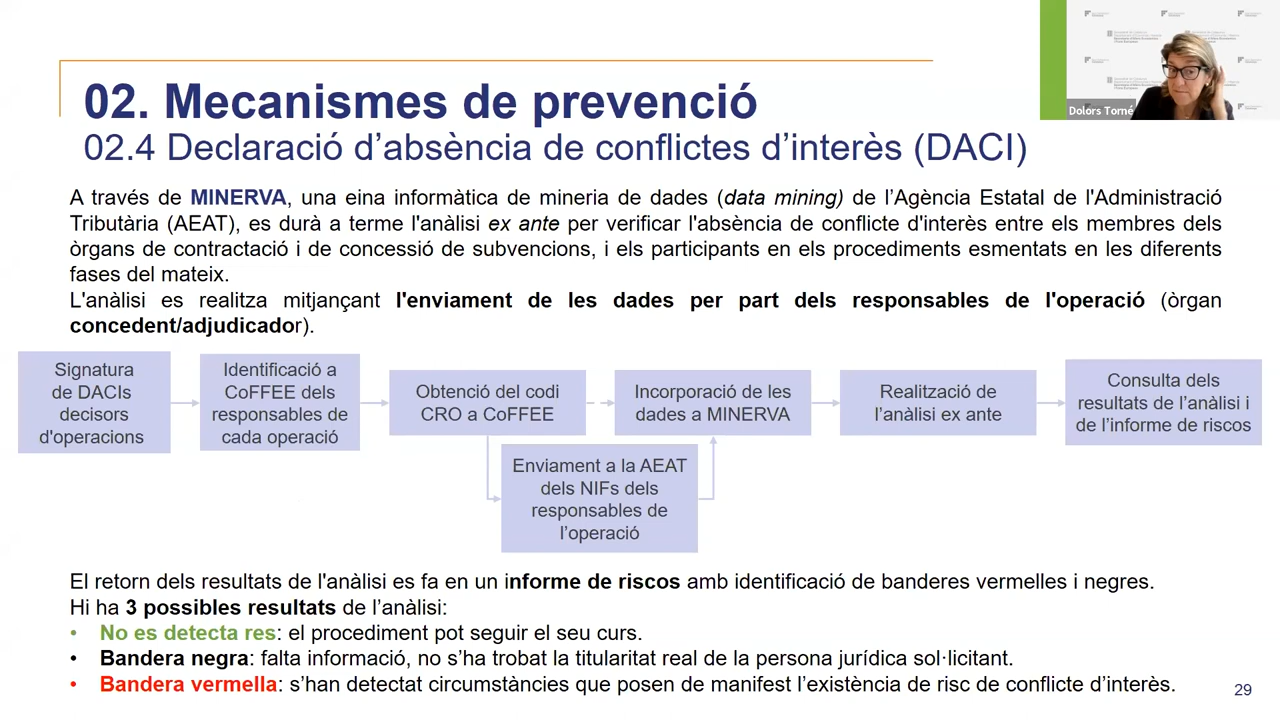 02. Mecanismes de prevenció
02.4 Declaració d’absència de conflictes d’interès (DACI)
Dolors Torné
A través de MINERVA, una eina informàtica de mineria de dades (data mining) de l’Agència Estatal de l'Administració
Tributària (AEAT), es durà a terme l'anàlisi ex ante per verificar l'absència de conflicte d'interès entre els membres dels
òrgans de contractació i de concessió de subvencions, i els participants en els procediments esmentats en les diferents
fases del mateix.
L'anàlisi es realitza mitjançant l'enviament de les dades per part dels responsables de l'operació (òrgan
concedent/adjudicador).
Signatura
de DACIs
decisors
d'operacions
Identificació a
CoFFEE dels
responsables de
cada operació
Obtenció del codi
CRO a CoFFEE
Enviament a la AEAT
dels NIFs dels
responsables de
l’operació
Incorporació de les
dades a MINERVA
Realització de
l’anàlisi ex ante
Consulta dels
resultats de l’anàlisi i
de l’informe de riscos
El retorn dels resultats de l'anàlisi es fa en un informe de riscos amb identificació de banderes vermelles i negres.
Hi ha 3 possibles resultats de l’anàlisi:
• No es detecta res: el procediment pot seguir el seu curs.
• Bandera negra: falta informació, no s’ha trobat la titularitat real de la persona jurídica sol·licitant.
• Bandera vermella: s’han detectat circumstàncies que posen de manifest l’existència de risc de conflicte d’interès.
29